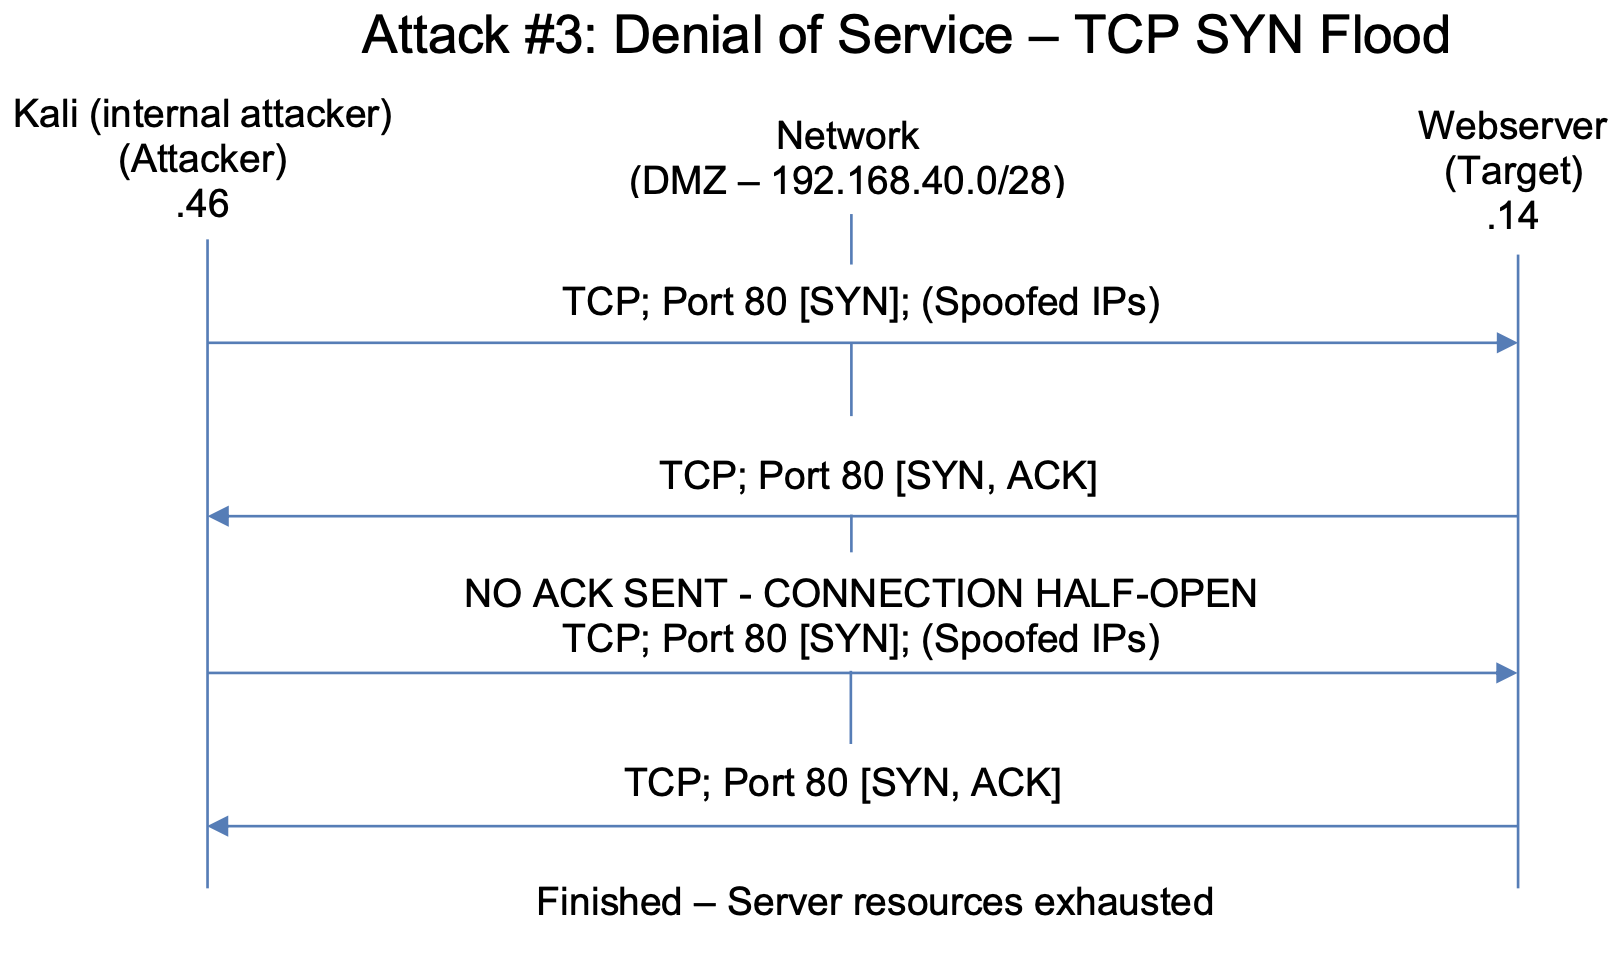 Attack #3: Denial of Service – TCP SYN Flood
Kali (internal attacker)
(Attacker)
.46
Network
(DMZ – 192.168.40.0/28)
Webserver
(Target)
.14
TCP; Port 80 [SYN]; (Spoofed IPs)
TCP; Port 80 [SYN, ACK]
NO ACK SENT - CONNECTION HALF-OPEN
TCP; Port 80 [SYN]; (Spoofed IPs)
TCP; Port 80 [SYN, ACK]
Finished – Server resources exhausted